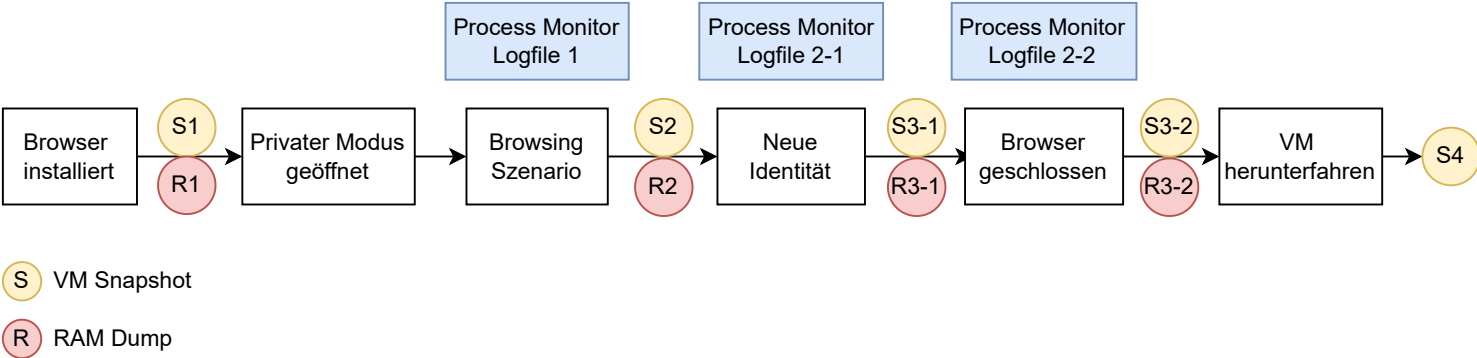 Process Monitor
Logfile 1
Process Monitor
Logfile 2-1
Process Monitor
Logfile 2-2
Browser
installiert
S1
R1
Privater Modus
geöffnet
Browsing
Szenario
S2
R2
Neue
Identität
S3-1
R3-1
Browser
geschlossen
S3-2
R3-2
VM
herunterfahren
S4
S VM Snapshot
R RAM Dump